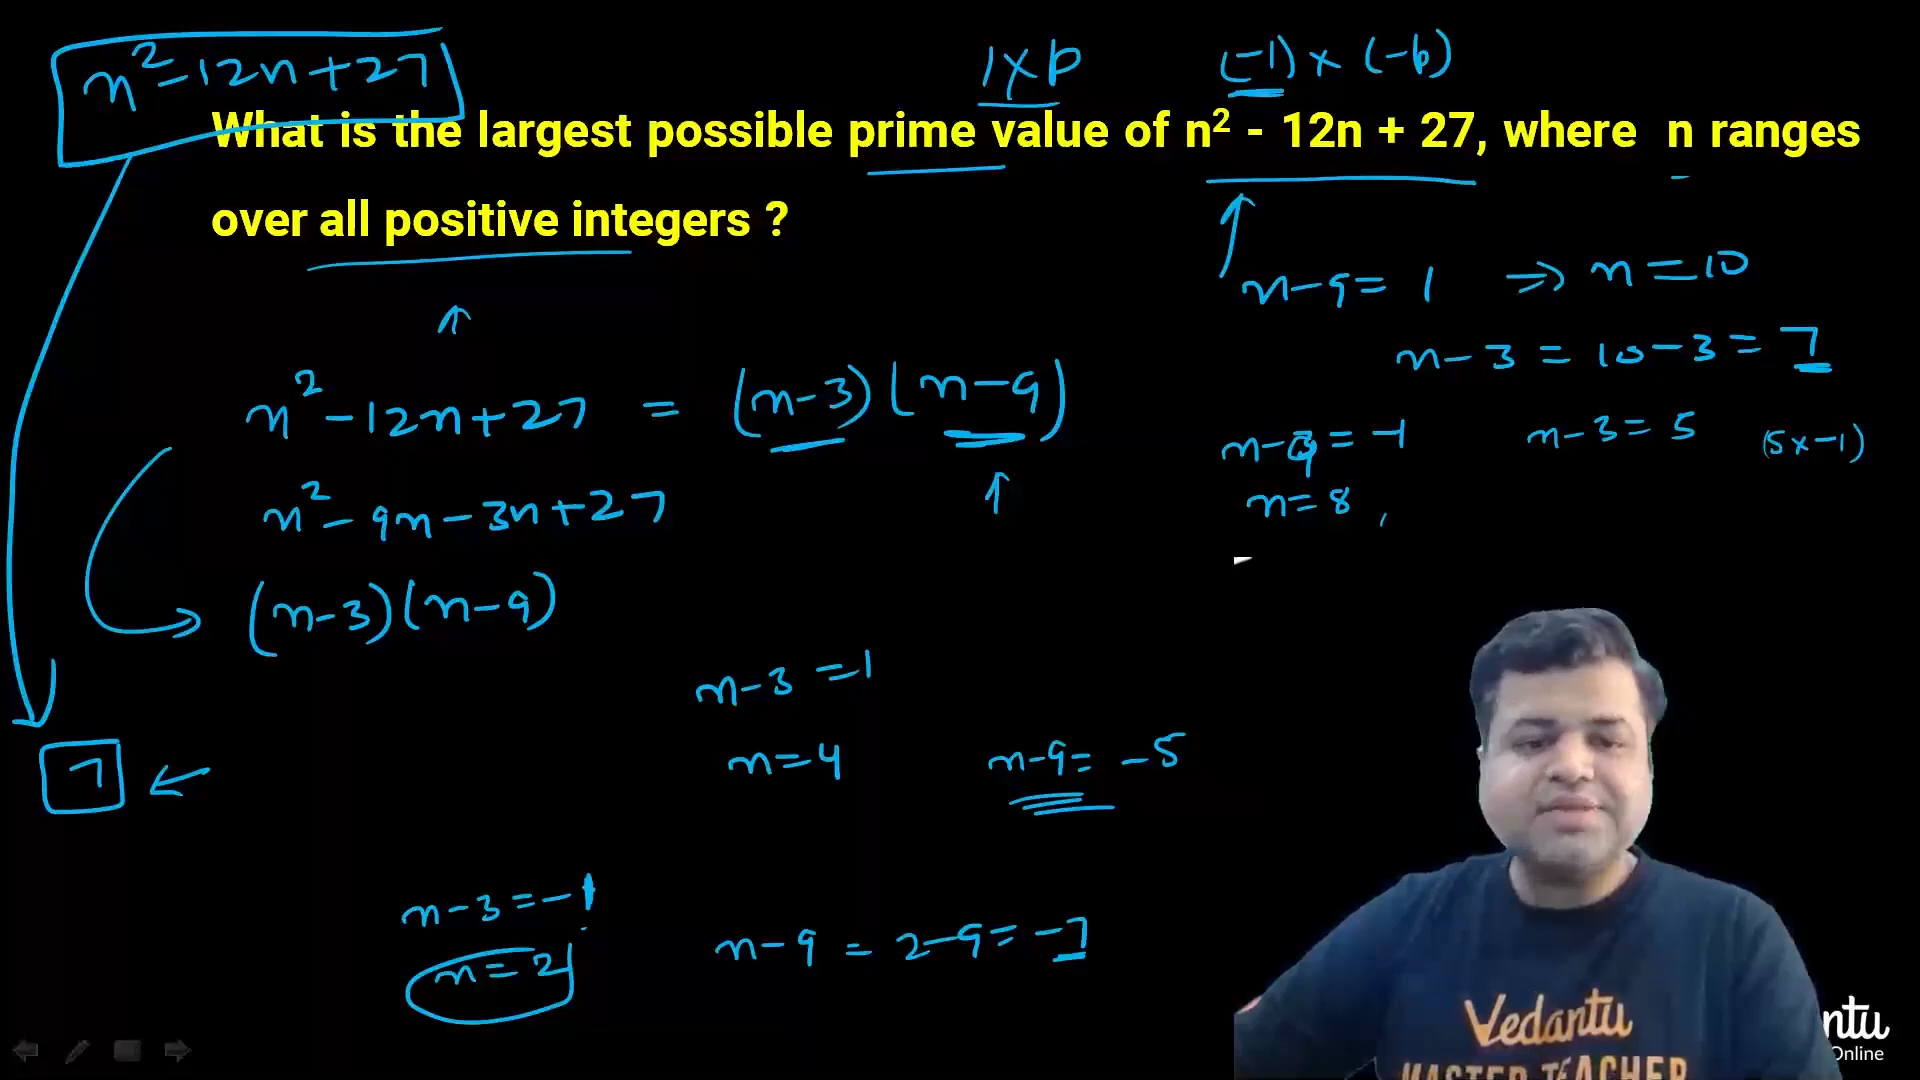 n² - 12n + 27
1 × p
(-1) × (-p)
What is the largest possible prime value of n² - 12n + 27, where n ranges
over all positive integers ?
n - 9 = 1 ⇒ n = 10
n - 3 = 10 - 3 = 7
n² - 12n + 27 = (n - 3)(n - 9)
n - 9 = -1
n - 3 = 5 (5 x -1)
n = 8 ,
n² - 9n - 3n + 27
(n - 3)(n - 9)
n - 3 = 1
n = 4
n - 9 = -5
7
n - 3 = -1
n = 2
n - 9 = 2 - 9 = -7
Vedantu
MASTER TEACHER
ntu
Online